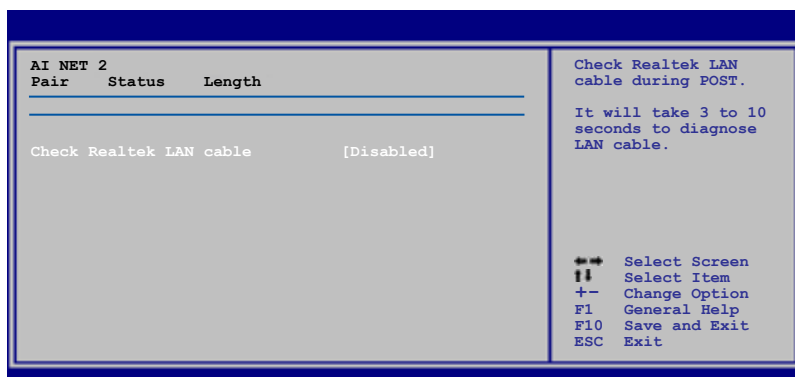 AI NET 2
Pair Status Length
Check Realtek LAN cable [Disabled]
Check Realtek LAN
cable during POST.
It will take 3 to 10
seconds to diagnose
LAN cable.
←→ Select Screen
↑↓ Select Item
+- Change Option
F1 General Help
F10 Save and Exit
ESC Exit